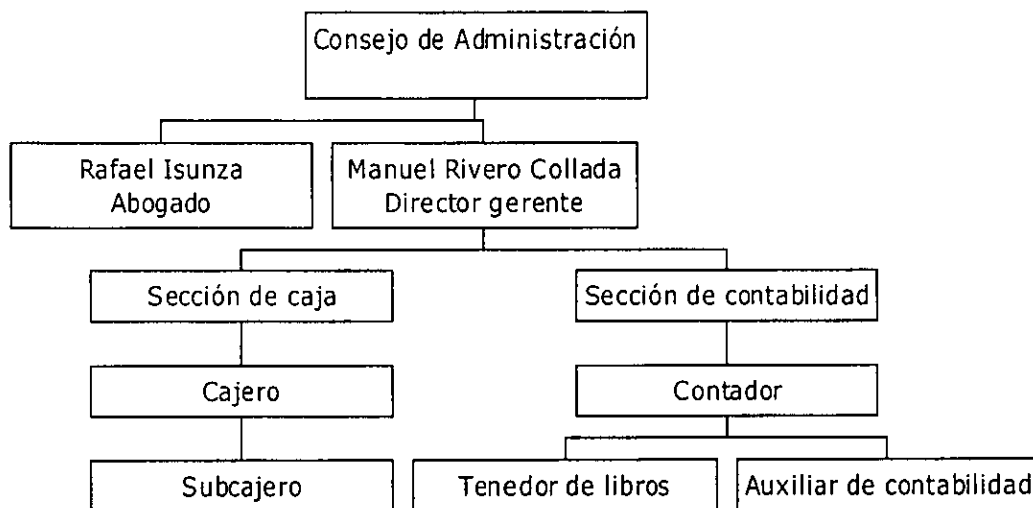 Consejo de Administración
Rafael Isunza
Abogado
Manuel Rivero Collada
Director gerente
Sección de caja
Sección de contabilidad
Cajero
Contador
Subcajero
Tenedor de libros
Auxiliar de contabilidad